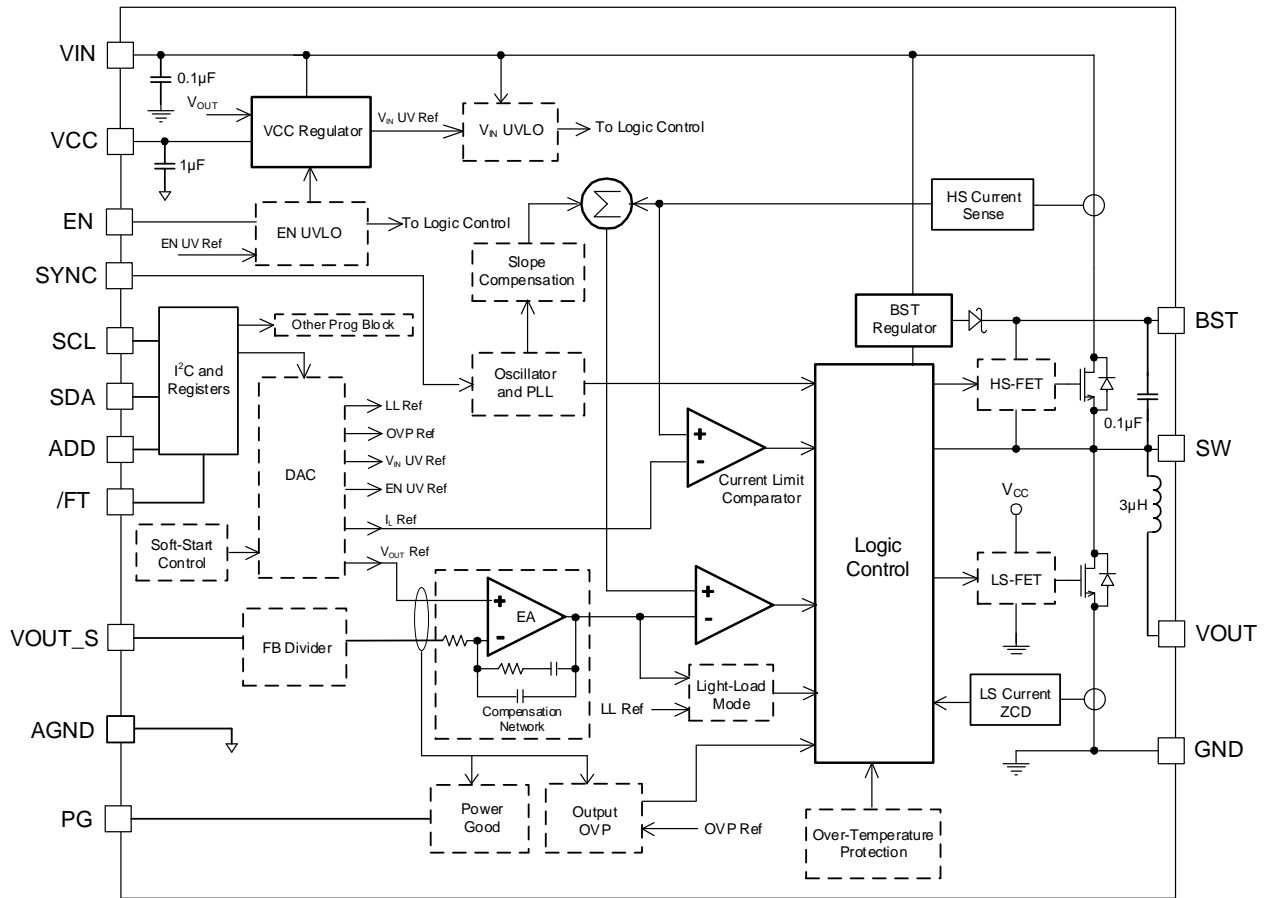 VIN
0.1µF
VOUT
VCC
1µF
VCC Regulator
VIN UV Ref
VIN UVLO
To Logic Control
EN
EN UV Ref
EN UVLO
To Logic Control
SYNC
Σ
HS Current
Sense
Slope
Compensation
Oscillator
and PLL
BST
Regulator
BST
SCL
SDA
ADD
/FT
I2C and
Registers
Other Prog Block
DAC
LL Ref
OVP Ref
VIN UV Ref
EN UV Ref
IL Ref
VOUT Ref
Soft-Start
Control
+
-
Current Limit
Comparator
Logic
Control
HS-FET
0.1µF
SW
3µH
VCC
LS-FET
VOUT
VOUT_S
FB Divider
+
-
EA
Compensation
Network
+
-
Light-Load
Mode
LL Ref
LS Current
ZCD
AGND
GND
PG
Power
Good
Output
OVP
OVP Ref
Over-Temperature
Protection